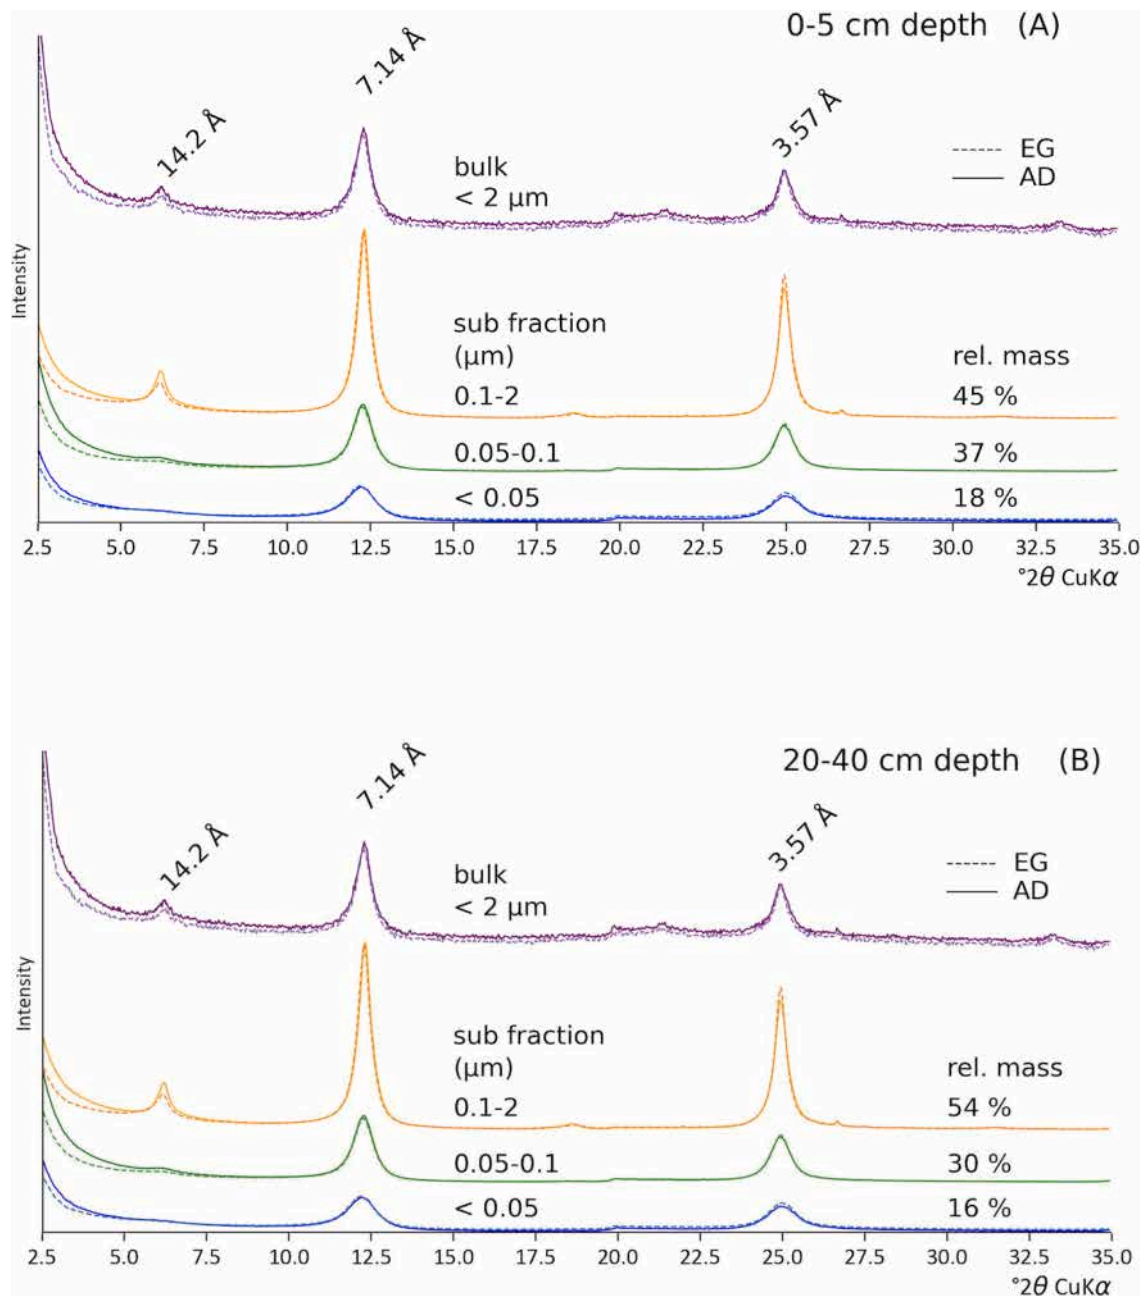 0-5 cm depth (A)
7.14 Å
14.2 Å
3.57 Å
bulk
< 2 μm
EG
AD
Intensity
sub fraction
(μm)
rel. mass
0.1-2
45 %
0.05-0.1
37 %
< 0.05
18 %
2.5 5.0 7.5 10.0 12.5 15.0 17.5 20.0 22.5 25.0 27.5 30.0 32.5 35.0
°2θ CuKα
20-40 cm depth (B)
7.14 Å
14.2 Å
3.57 Å
bulk
< 2 μm
EG
AD
Intensity
sub fraction
(μm)
rel. mass
0.1-2
54 %
0.05-0.1
30 %
< 0.05
16 %
2.5 5.0 7.5 10.0 12.5 15.0 17.5 20.0 22.5 25.0 27.5 30.0 32.5 35.0
°2θ CuKα